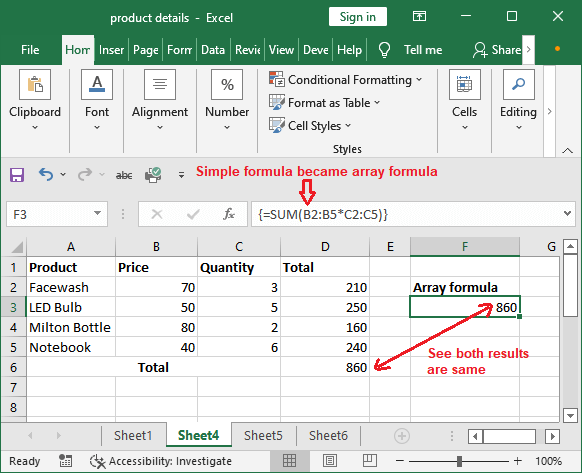 product details - Excel
Sign in
File Hom Inser Page Form Data Revie View Deve Help Tell me Share
Clipboard
Font
Alignment
%
Number
Conditional Formatting
Format as Table
Cell Styles
Styles
Cells
Editing
abc
Simple formula became array formula
F3 fx {=SUM(B2:B5*C2:C5)}
A B C D E F G
1 Product Price Quantity Total
2 Facewash 70 3 210 Array formula
3 LED Bulb 50 5 250 860
4 Milton Bottle 80 2 160
5 Notebook 40 6 240
See both results
are same
6 Total 860
7
8
Sheet1 Sheet4 Sheet5 Sheet6
Ready Accessibility: Investigate 100%